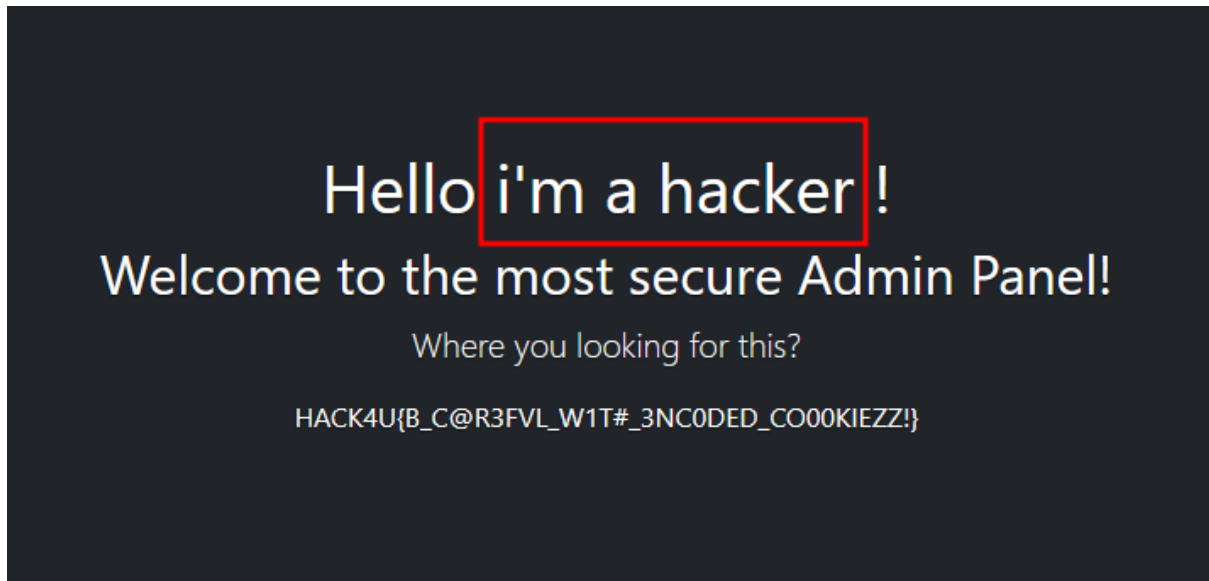 Hello i'm a hacker !
Welcome to the most secure Admin Panel!
Where you looking for this?
HACK4U{B_C@R3FVL_W1T#_3NC0DED_CO00KIEZZ!}